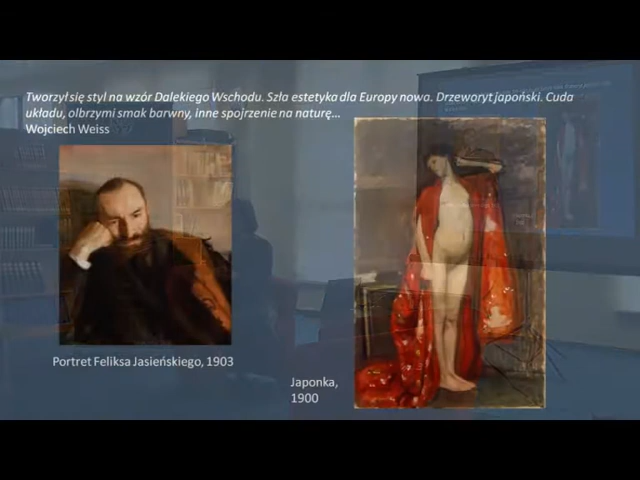 Tworzył się styl na wzór Dalekiego Wschodu. Szła estetyka dla Europy nowa. Drzeworyt japoński. Cuda
układu, olbrzymi smak barwny, inne spojrzenie na naturę...
Wojciech Weiss
Portret Feliksa Jasieńskiego, 1903
Japonka,
1900